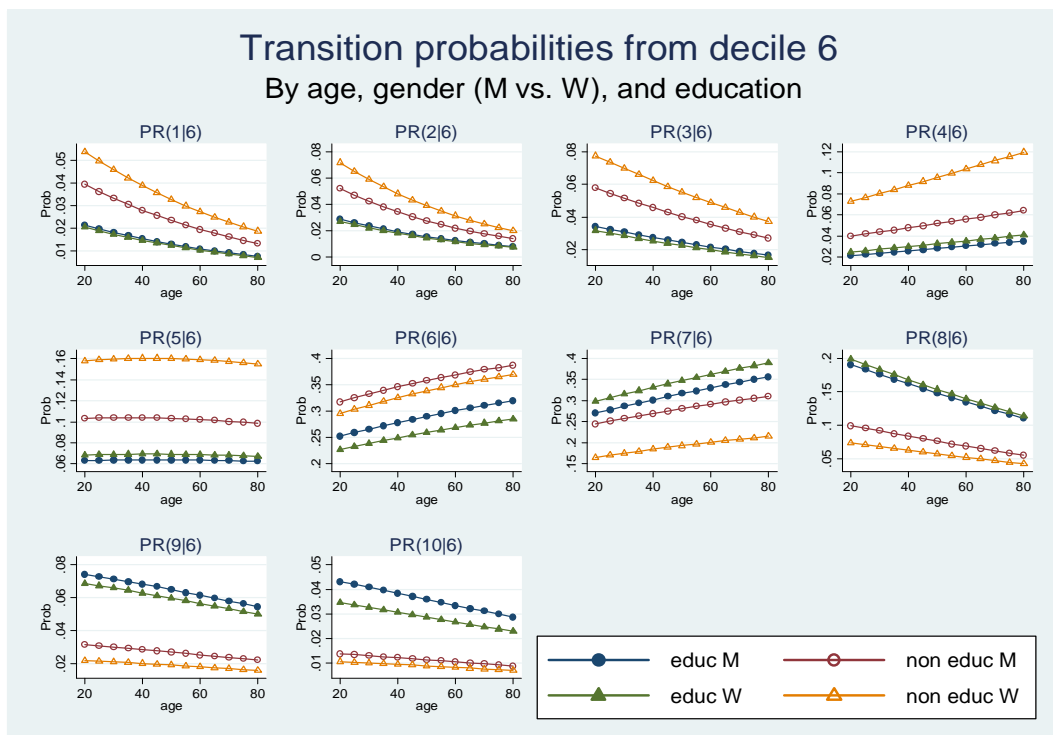 Transition probabilities from decile 6
By age, gender (M vs. W), and education
PR(1|6)
Prob
.01 .02 .03 .04 .05
20 40 60 80
age
PR(2|6)
Prob
0 .02 .04 .06 .08
20 40 60 80
age
PR(3|6)
Prob
.02 .04 .06 .08
20 40 60 80
age
PR(4|6)
Prob
.02 .04 .06 .08 .1 .12
20 40 60 80
age
PR(5|6)
Prob
.06 .08 .1 .12 .14 .16
20 40 60 80
age
PR(6|6)
Prob
.2 .25 .3 .35 .4
20 40 60 80
age
PR(7|6)
Prob
.15 .2 .25 .3 .35 .4
20 40 60 80
age
PR(8|6)
Prob
.05 .1 .15 .2
20 40 60 80
age
PR(9|6)
Prob
.02 .04 .06 .08
20 40 60 80
age
PR(10|6)
Prob
.01 .02 .03 .04 .05
20 40 60 80
age
educ M non educ M
educ W non educ W